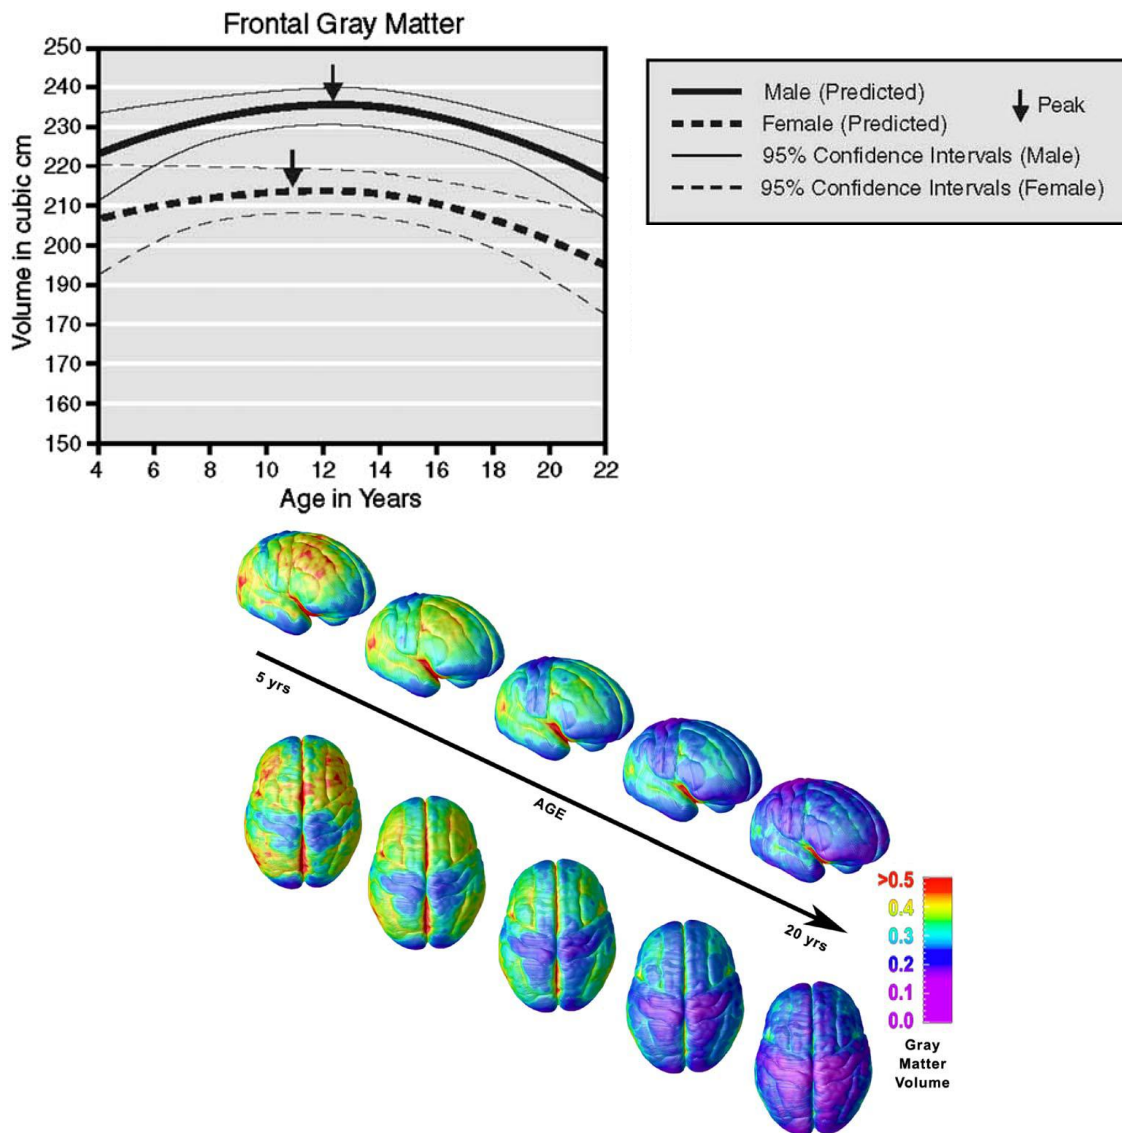 Frontal Gray Matter
Volume in cubic cm
250
240
230
220
210
200
190
170
170
160
150
4 6 8 10 12 14 16 18 20 22
Age in Years
Male (Predicted)
Female (Predicted)
95% Confidence Intervals (Male)
95% Confidence Intervals (Female)
Peak
5 yrs
AGE
20 yrs
>0.5
0.4
0.3
0.2
0.1
0.0
Gray
Matter
Volume